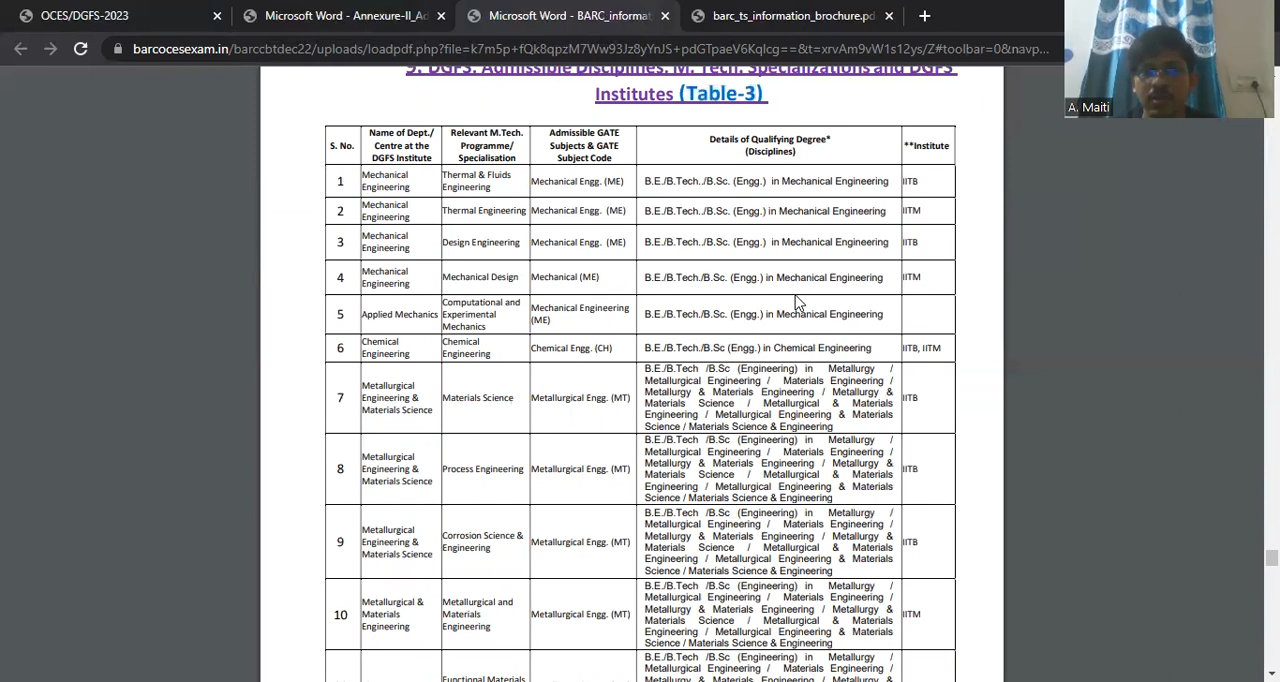 OCES/DGFS-2023
Microsoft Word - Annexure-II_Ad
Microsoft Word - BARC_informat
barc_ts_information_brochure.pd
barcocesexam.in/barccbtdec22/uploads/loadpdf.php?file=k7m5p+fQk8qpzM7Ww93Jz8yYnJS+pdGTpaeV6Kqlcg==&t=xrvAm9vW1s12ys/Z#toolbar=0&navp...
A. Maiti
9. DGFS: Admissible Disciplines, M. Tech. Specializations and DGFS
Institutes (Table-3)
S. No.
Name of Dept./
Centre at the
DGFS Institute
Relevant M.Tech.
Programme/
Specialisation
Admissible GATE
Subjects & GATE
Subject Code
Details of Qualifying Degree*
(Disciplines)
**Institute
1
Mechanical
Engineering
Thermal & Fluids
Engineering
Mechanical Engg. (ME)
B.E./B.Tech../B.Sc. (Engg.) in Mechanical Engineering
IITB
2
Mechanical
Engineering
Thermal Engineering
Mechanical Engg. (ME)
B.E./B.Tech./B.Sc. (Engg.) in Mechanical Engineering
IITM
3
Mechanical
Engineering
Design Engineering
Mechanical Engg. (ME)
B.E./B.Tech./B.Sc. (Engg.) in Mechanical Engineering
IITB
4
Mechanical
Engineering
Mechanical Design
Mechanical (ME)
B.E./B.Tech./B.Sc. (Engg.) in Mechanical Engineering
IITM
5
Applied Mechanics
Computational and
Experimental
Mechanics
Mechanical Engineering
(ME)
B.E./B.Tech./B.Sc. (Engg.) in Mechanical Engineering
6
Chemical
Engineering
Chemical
Engineering
Chemical Engg. (CH)
B.E./B.Tech./B.Sc (Engg.) in Chemical Engineering
IITB, IITM
7
Metallurgical
Engineering &
Materials Science
Materials Science
Metallurgical Engg. (MT)
B.E./B.Tech /B.Sc (Engineering) in Metallurgy /
Metallurgical Engineering / Materials Engineering /
Metallurgy & Materials Engineering / Metallurgy &
Materials Science / Metallurgical & Materials
Engineering / Metallurgical Engineering & Materials
Science / Materials Science & Engineering
IITB
8
Metallurgical
Engineering &
Materials Science
Process Engineering
Metallurgical Engg. (MT)
B.E./B.Tech /B.Sc (Engineering) in Metallurgy /
Metallurgical Engineering / Materials Engineering /
Metallurgy & Materials Engineering / Metallurgy &
Materials Science / Metallurgical & Materials
Engineering / Metallurgical Engineering & Materials
Science / Materials Science & Engineering
IITB
9
Metallurgical
Engineering &
Materials Science
Corrosion Science &
Engineering
Metallurgical Engg. (MT)
B.E./B.Tech /B.Sc (Engineering) in Metallurgy /
Metallurgical Engineering / Materials Engineering /
Metallurgy & Materials Engineering / Metallurgy &
Materials Science / Metallurgical & Materials
Engineering / Metallurgical Engineering & Materials
Science / Materials Science & Engineering
IITB
10
Metallurgical &
Materials
Engineering
Metallurgical and
Materials
Engineering
Metallurgical Engg. (MT)
B.E./B.Tech /B.Sc (Engineering) in Metallurgy /
Metallurgical Engineering / Materials Engineering /
Metallurgy & Materials Engineering / Metallurgy &
Materials Science / Metallurgical & Materials
Engineering / Metallurgical Engineering & Materials
Science / Materials Science & Engineering
IITM
Functional Materials
B.E./B.Tech /B.Sc (Engineering) in Metallurgy /
Metallurgical Engineering / Materials Engineering /